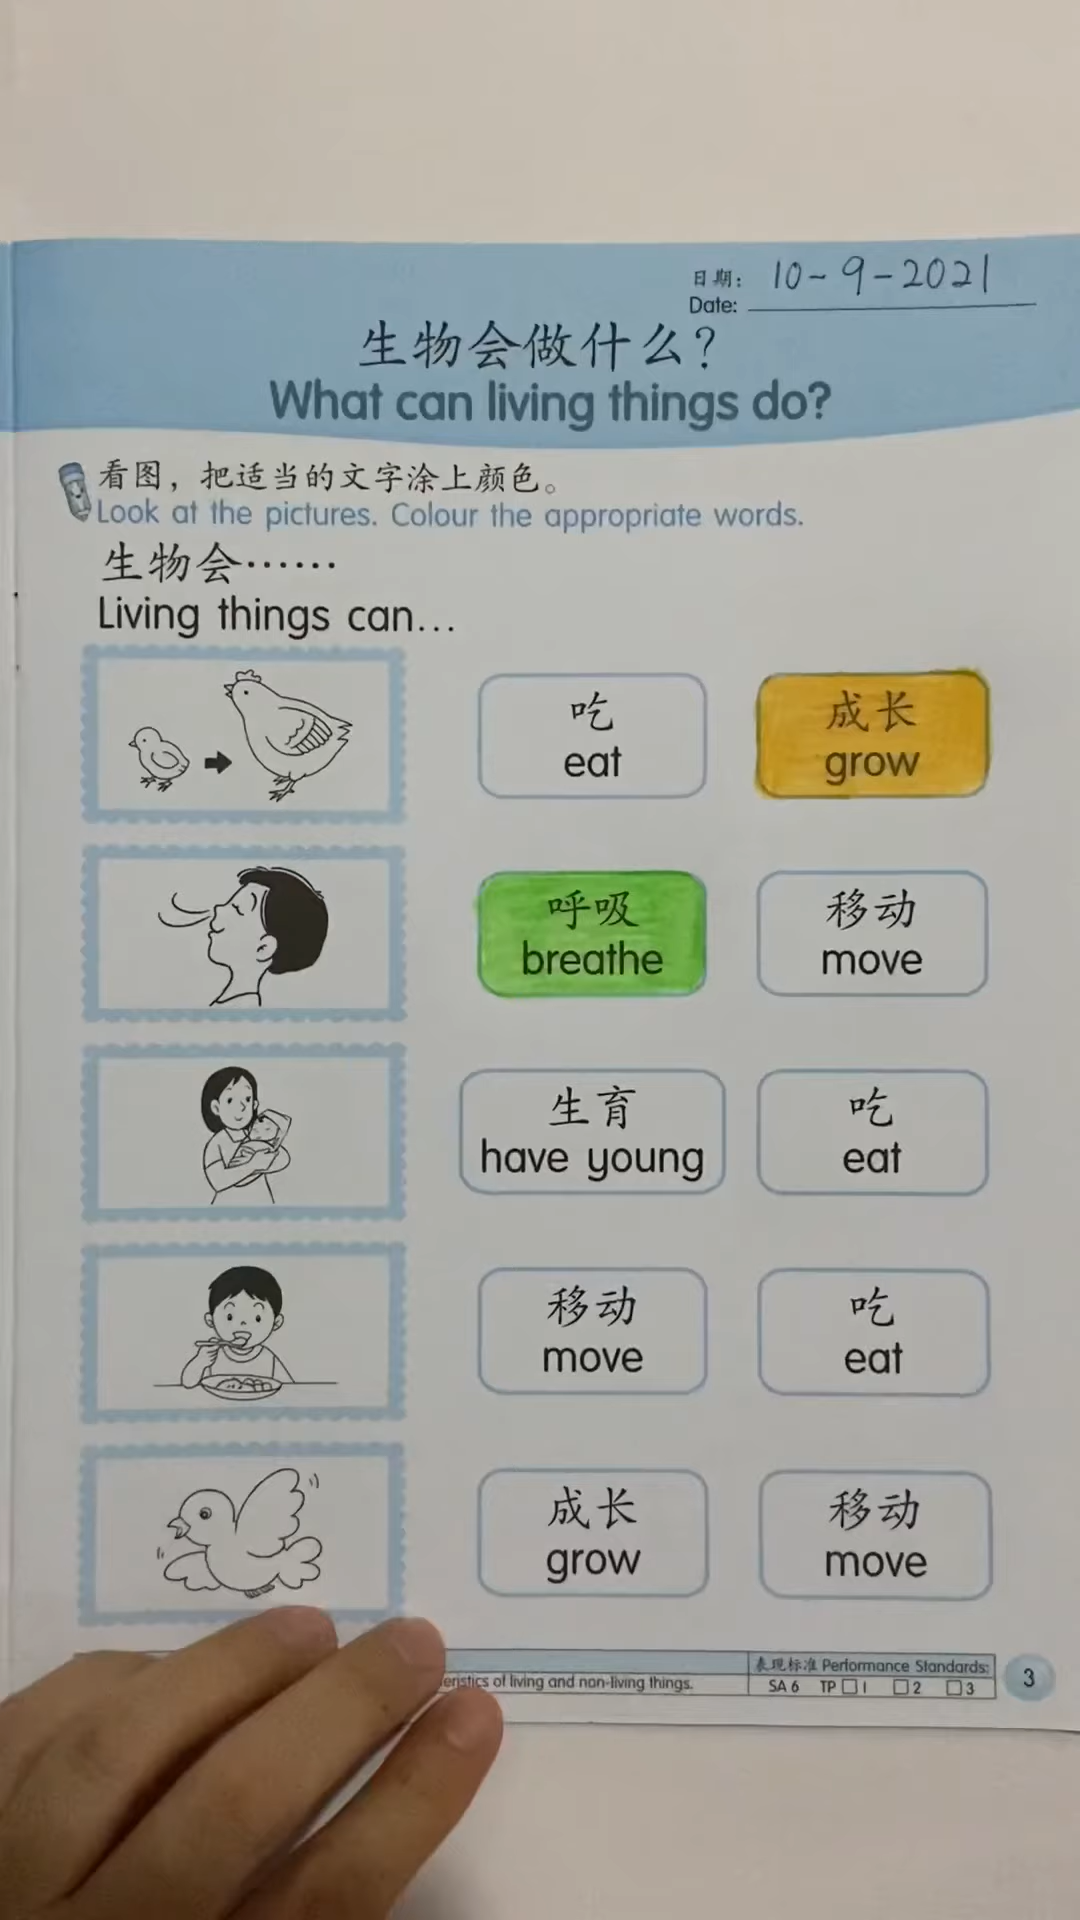 日期：
Date: 10-9-2021
生物会做什么？
What can living things do?
看图，把适当的文字涂上颜色。
Look at the pictures. Colour the appropriate words.
生物会……
Living things can...
吃
eat
成长
grow
呼吸
breathe
移动
move
生育
have young
吃
eat
移动
move
吃
eat
成长
grow
移动
move
of living and non-living things.
表现标准 Performance Standards:
SA 6 TP 1 2 3
3